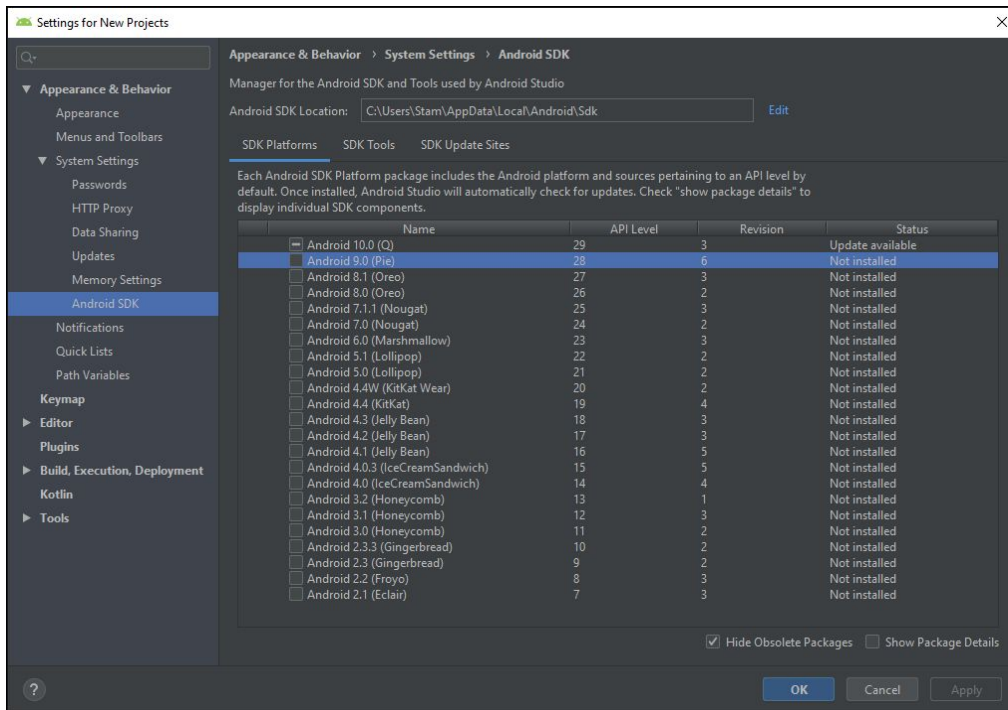 Settings for New Projects
Appearance & Behavior
Appearance
Menus and Toolbars
System Settings
Passwords
HTTP Proxy
Data Sharing
Updates
Memory Settings
Android SDK
Notifications
Quick Lists
Path Variables
Keymap
Editor
Plugins
Build, Execution, Deployment
Kotlin
Tools
Appearance & Behavior › System Settings › Android SDK
Manager for the Android SDK and Tools used by Android Studio
Android SDK Location: C:\Users\Stam\AppData\Local\Android\Sdk Edit
SDK Platforms SDK Tools SDK Update Sites
Each Android SDK Platform package includes the Android platform and sources pertaining to an API level by
default. Once installed, Android Studio will automatically check for updates. Check "show package details" to
display individual SDK components.
Name API Level Revision Status
Android 10.0 (Q) 29 3 Update available
Android 9.0 (Pie) 28 6 Not installed
Android 8.1 (Oreo) 27 3 Not installed
Android 8.0 (Oreo) 26 2 Not installed
Android 7.1.1 (Nougat) 25 3 Not installed
Android 7.0 (Nougat) 24 2 Not installed
Android 6.0 (Marshmallow) 23 3 Not installed
Android 5.1 (Lollipop) 22 2 Not installed
Android 5.0 (Lollipop) 21 2 Not installed
Android 4.4W (KitKat Wear) 20 2 Not installed
Android 4.4 (KitKat) 19 4 Not installed
Android 4.3 (Jelly Bean) 18 3 Not installed
Android 4.2 (Jelly Bean) 17 3 Not installed
Android 4.1 (Jelly Bean) 16 5 Not installed
Android 4.0.3 (IceCreamSandwich) 15 5 Not installed
Android 4.0 (IceCreamSandwich) 14 4 Not installed
Android 3.2 (Honeycomb) 13 1 Not installed
Android 3.1 (Honeycomb) 12 3 Not installed
Android 3.0 (Honeycomb) 11 2 Not installed
Android 2.3.3 (Gingerbread) 10 2 Not installed
Android 2.3 (Gingerbread) 9 2 Not installed
Android 2.2 (Froyo) 8 3 Not installed
Android 2.1 (Eclair) 7 3 Not installed
Hide Obsolete Packages Show Package Details
? OK Cancel Apply